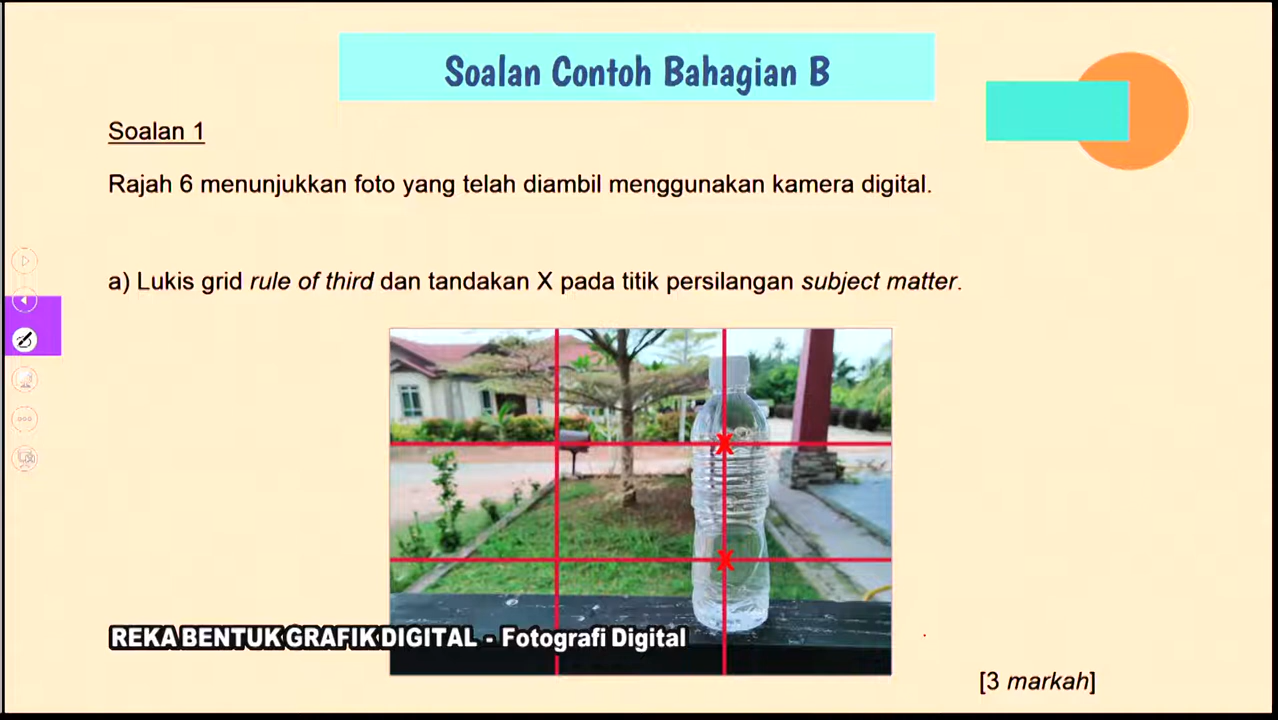 Soalan Contoh Bahagian B
Soalan 1
Rajah 6 menunjukkan foto yang telah diambil menggunakan kamera digital.
a) Lukis grid rule of third dan tandakan X pada titik persilangan subject matter.
X
X
REKA BENTUK GRAFIK DIGITAL - Fotografi Digital
[3 markah]